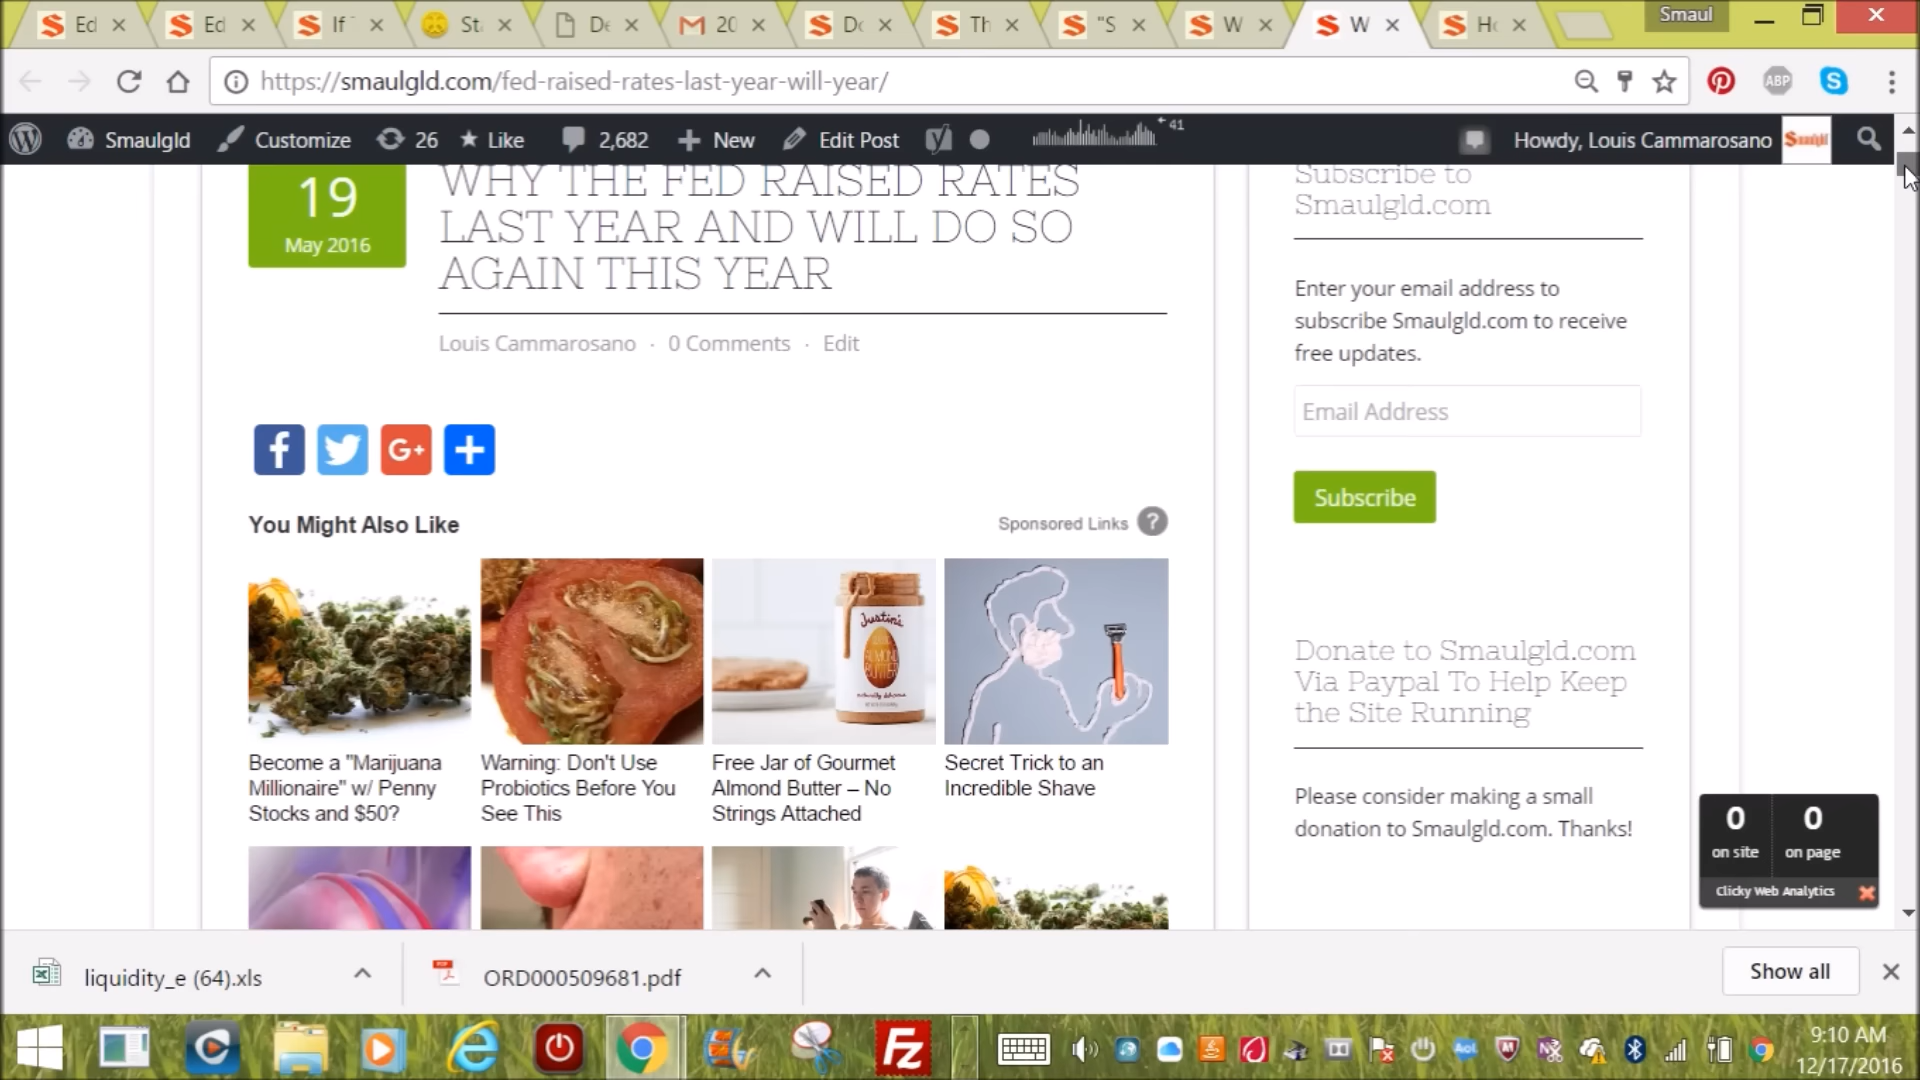 Ed
Ed
If
St
De
20
Do
Th
"S
W
W
Ho
Smaul
https://smaulgld.com/fed-raised-rates-last-year-will-year/
ABP
Smaulgld
Customize
26
Like
2,682
New
Edit Post
41
Howdy, Louis Cammarosano
19
May 2016
WHY THE FED RAISED RATES
LAST YEAR AND WILL DO SO
AGAIN THIS YEAR
Louis Cammarosano · 0 Comments · Edit
You Might Also Like
Sponsored Links ?
Justin's
ALMOND
BUTTER
Become a "Marijuana
Millionaire" w/ Penny
Stocks and $50?
Warning: Don't Use
Probiotics Before You
See This
Free Jar of Gourmet
Almond Butter – No
Strings Attached
Secret Trick to an
Incredible Shave
Subscribe to
Smaulgld.com
Enter your email address to
subscribe Smaulgld.com to receive
free updates.
Email Address
Subscribe
Donate to Smaulgld.com
Via Paypal To Help Keep
the Site Running
Please consider making a small
donation to Smaulgld.com. Thanks!
0
on site
0
on page
Clicky Web Analytics
liquidity_e (64).xls
ORD000509681.pdf
Show all
9:10 AM
12/17/2016